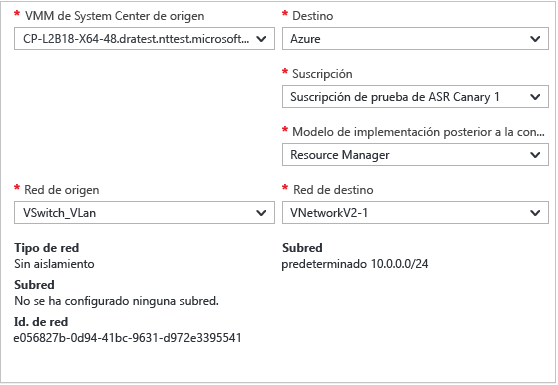 * VMM de System Center de origen
CP-L2B18-X64-48.dratest.nttest.microsoft...
* Destino
Azure
* Suscripción
Suscripción de prueba de ASR Canary 1
* Modelo de implementación posterior a la con...
Resource Manager
* Red de origen
VSwitch_VLan
* Red de destino
VNetworkV2-1
Tipo de red
Sin aislamiento
Subred
No se ha configurado ninguna subred.
Id. de red
e056827b-0d94-41bc-9631-d972e3395541
Subred
predeterminado 10.0.0.0/24